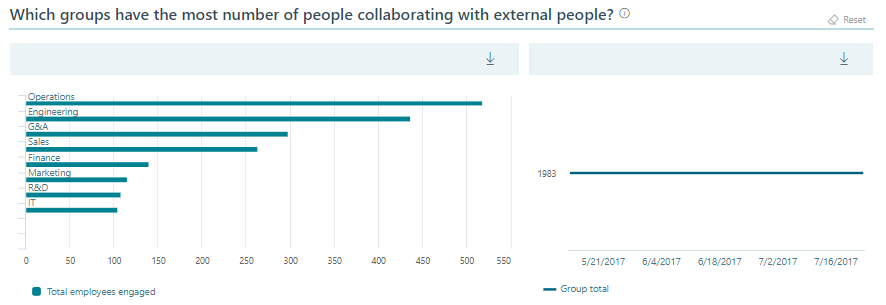 Which groups have the most number of people collaborating with external people?
Reset
Operations
Engineering
G&A
Sales
Finance
Marketing
R&D
IT
0 50 100 150 200 250 300 350 400 450 500 550
Total employees engaged
1983
5/21/2017 6/4/2017 6/18/2017 7/2/2017 7/16/2017
Group total